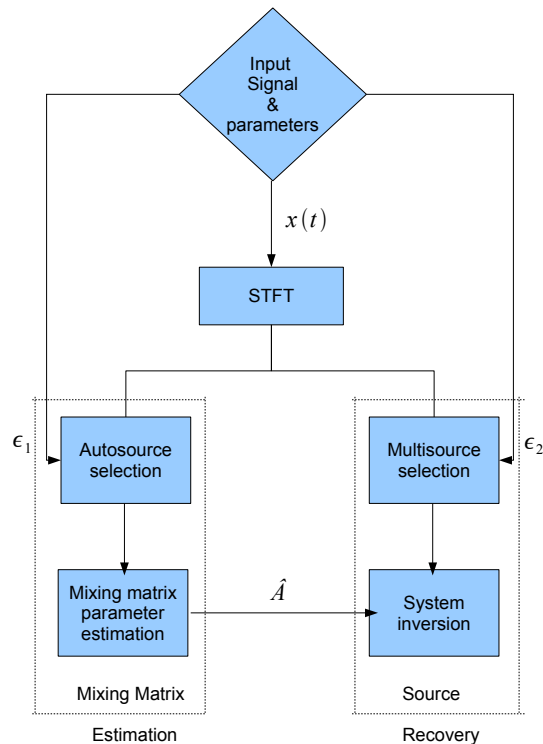 Input
Signal
&
parameters
x(t)
STFT
ϵ1
Autosource
selection
Multisource
selection
ϵ2
Mixing matrix
parameter
estimation
Â
System
inversion
Mixing Matrix
Source
Estimation
Recovery